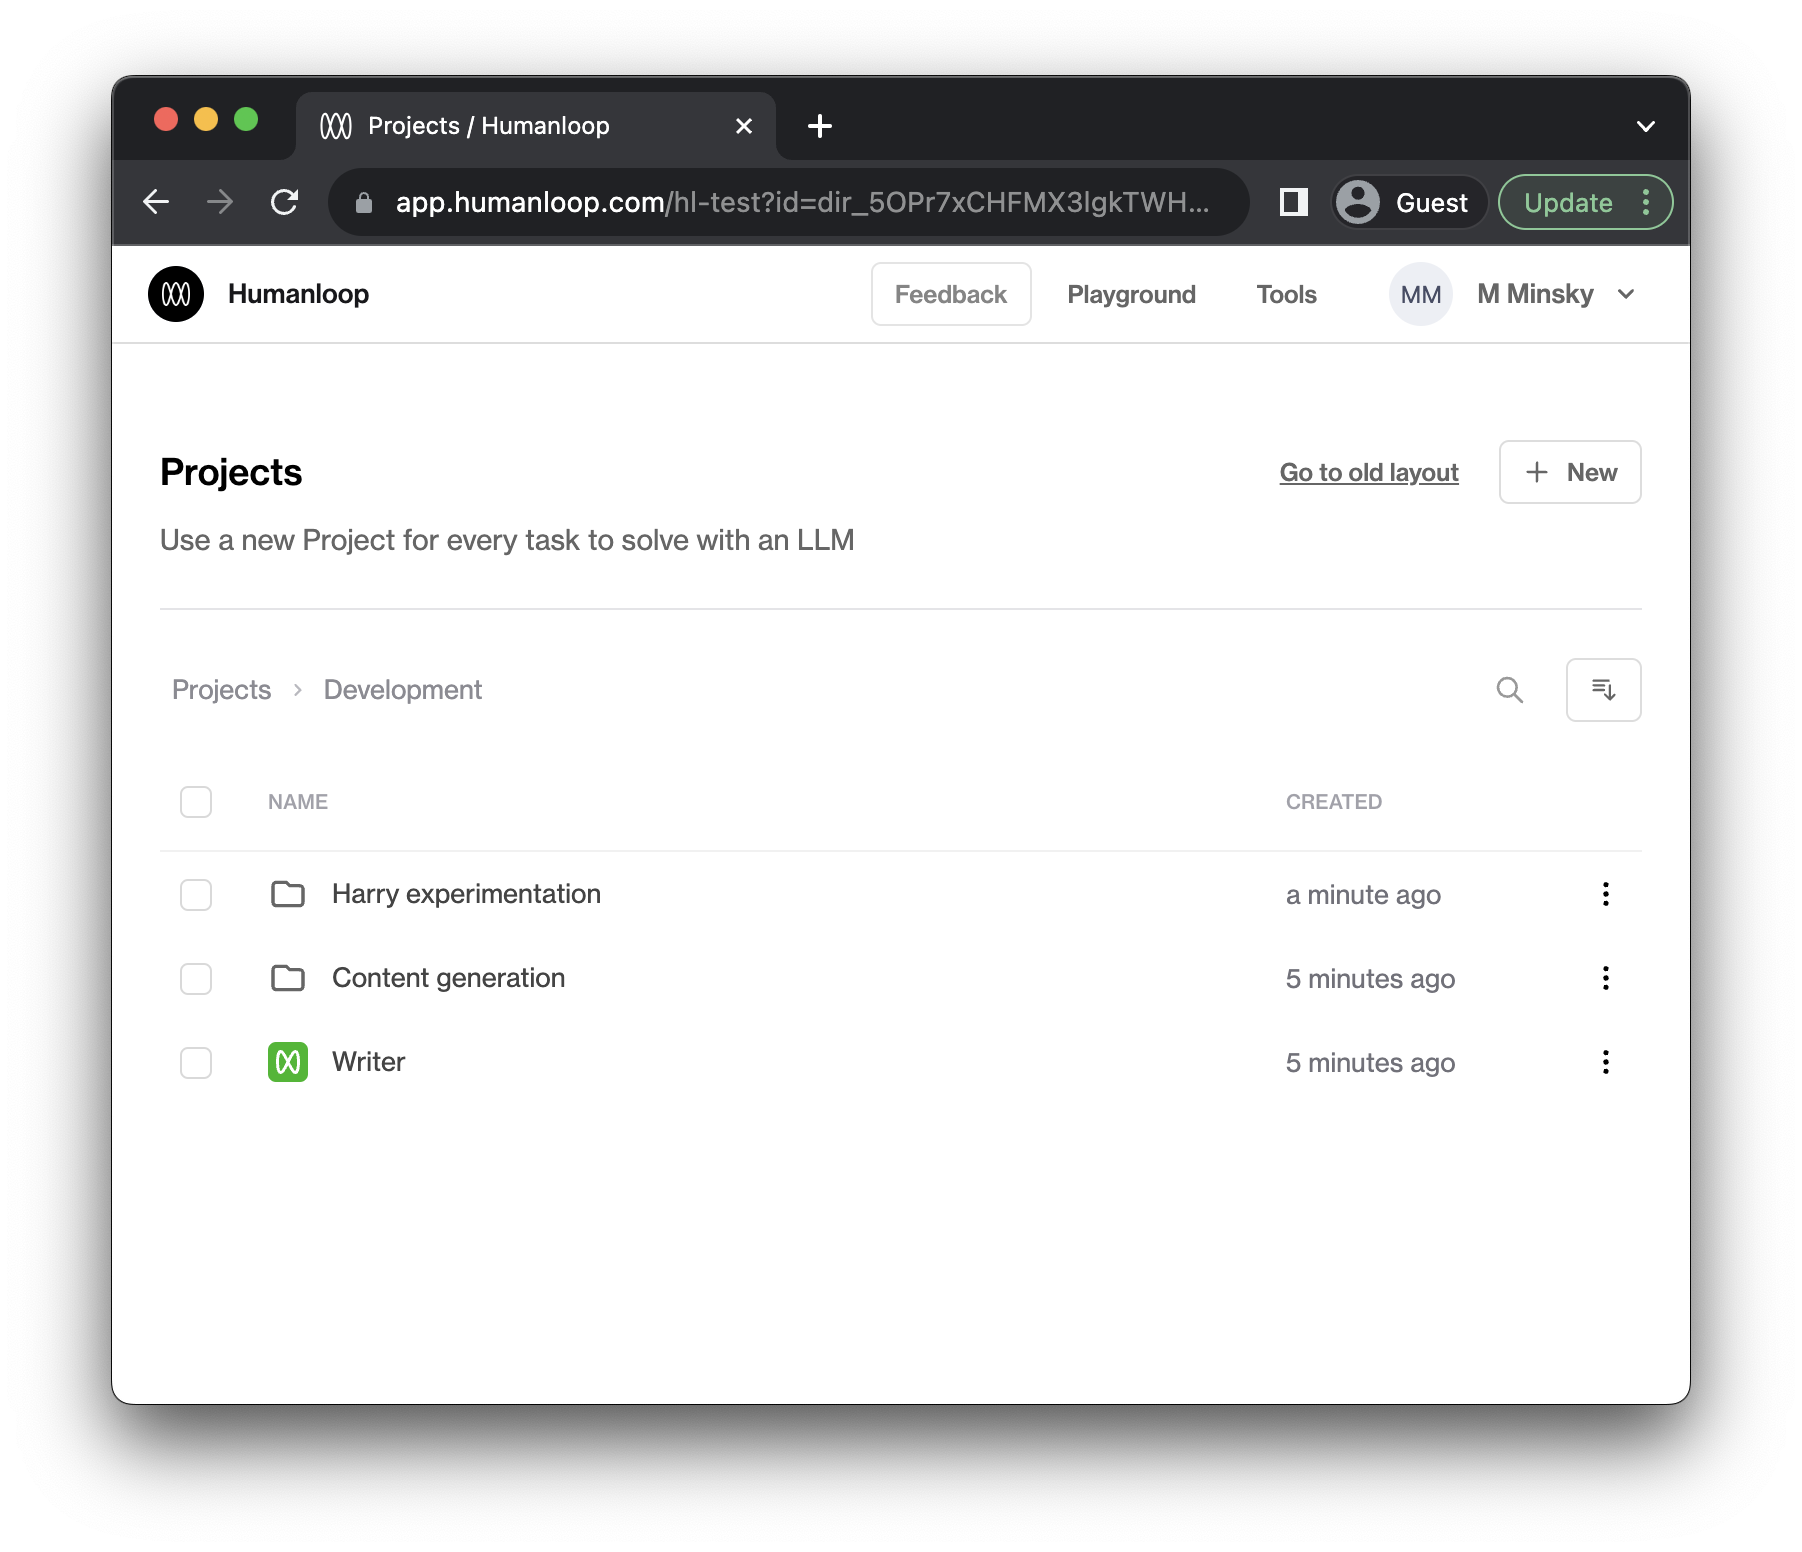 Projects / Humanloop
app.humanloop.com/hl-test?id=dir_5OPr7xCHFMX3lgkTWH...
Guest
Update
Humanloop
Feedback
Playground
Tools
MM
M Minsky
Projects
Go to old layout
New
Use a new Project for every task to solve with an LLM
Projects > Development
NAME
CREATED
Harry experimentation
a minute ago
Content generation
5 minutes ago
Writer
5 minutes ago